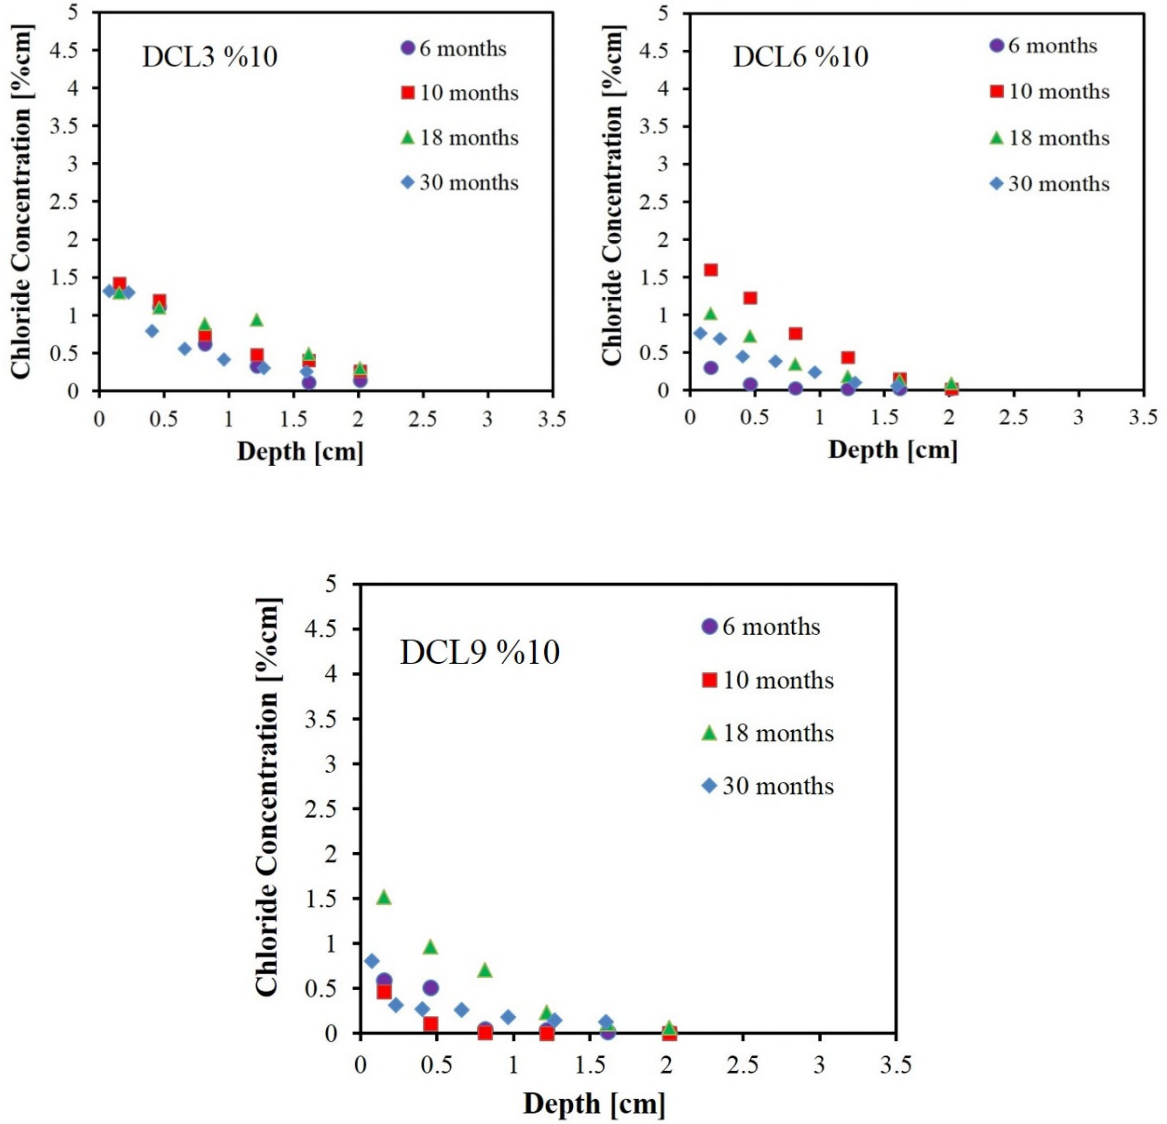 DCL3 %10
6 months
10 months
18 months
30 months
Chloride Concentration [%cm]
5
4.5
4
3.5
3
2.5
2
1.5
1
0.5
0
0 0.5 1 1.5 2 2.5 3 3.5
Depth [cm]
DCL6 %10
6 months
10 months
18 months
30 months
Chloride Concentration [%cm]
5
4.5
4
3.5
3
2.5
2
1.5
1
0.5
0
0 0.5 1 1.5 2 2.5 3 3.5
Depth [cm]
DCL9 %10
6 months
10 months
18 months
30 months
Chloride Concentration [%cm]
5
4.5
4
3.5
3
2.5
2
1.5
1
0.5
0
0 0.5 1 1.5 2 2.5 3 3.5
Depth [cm]